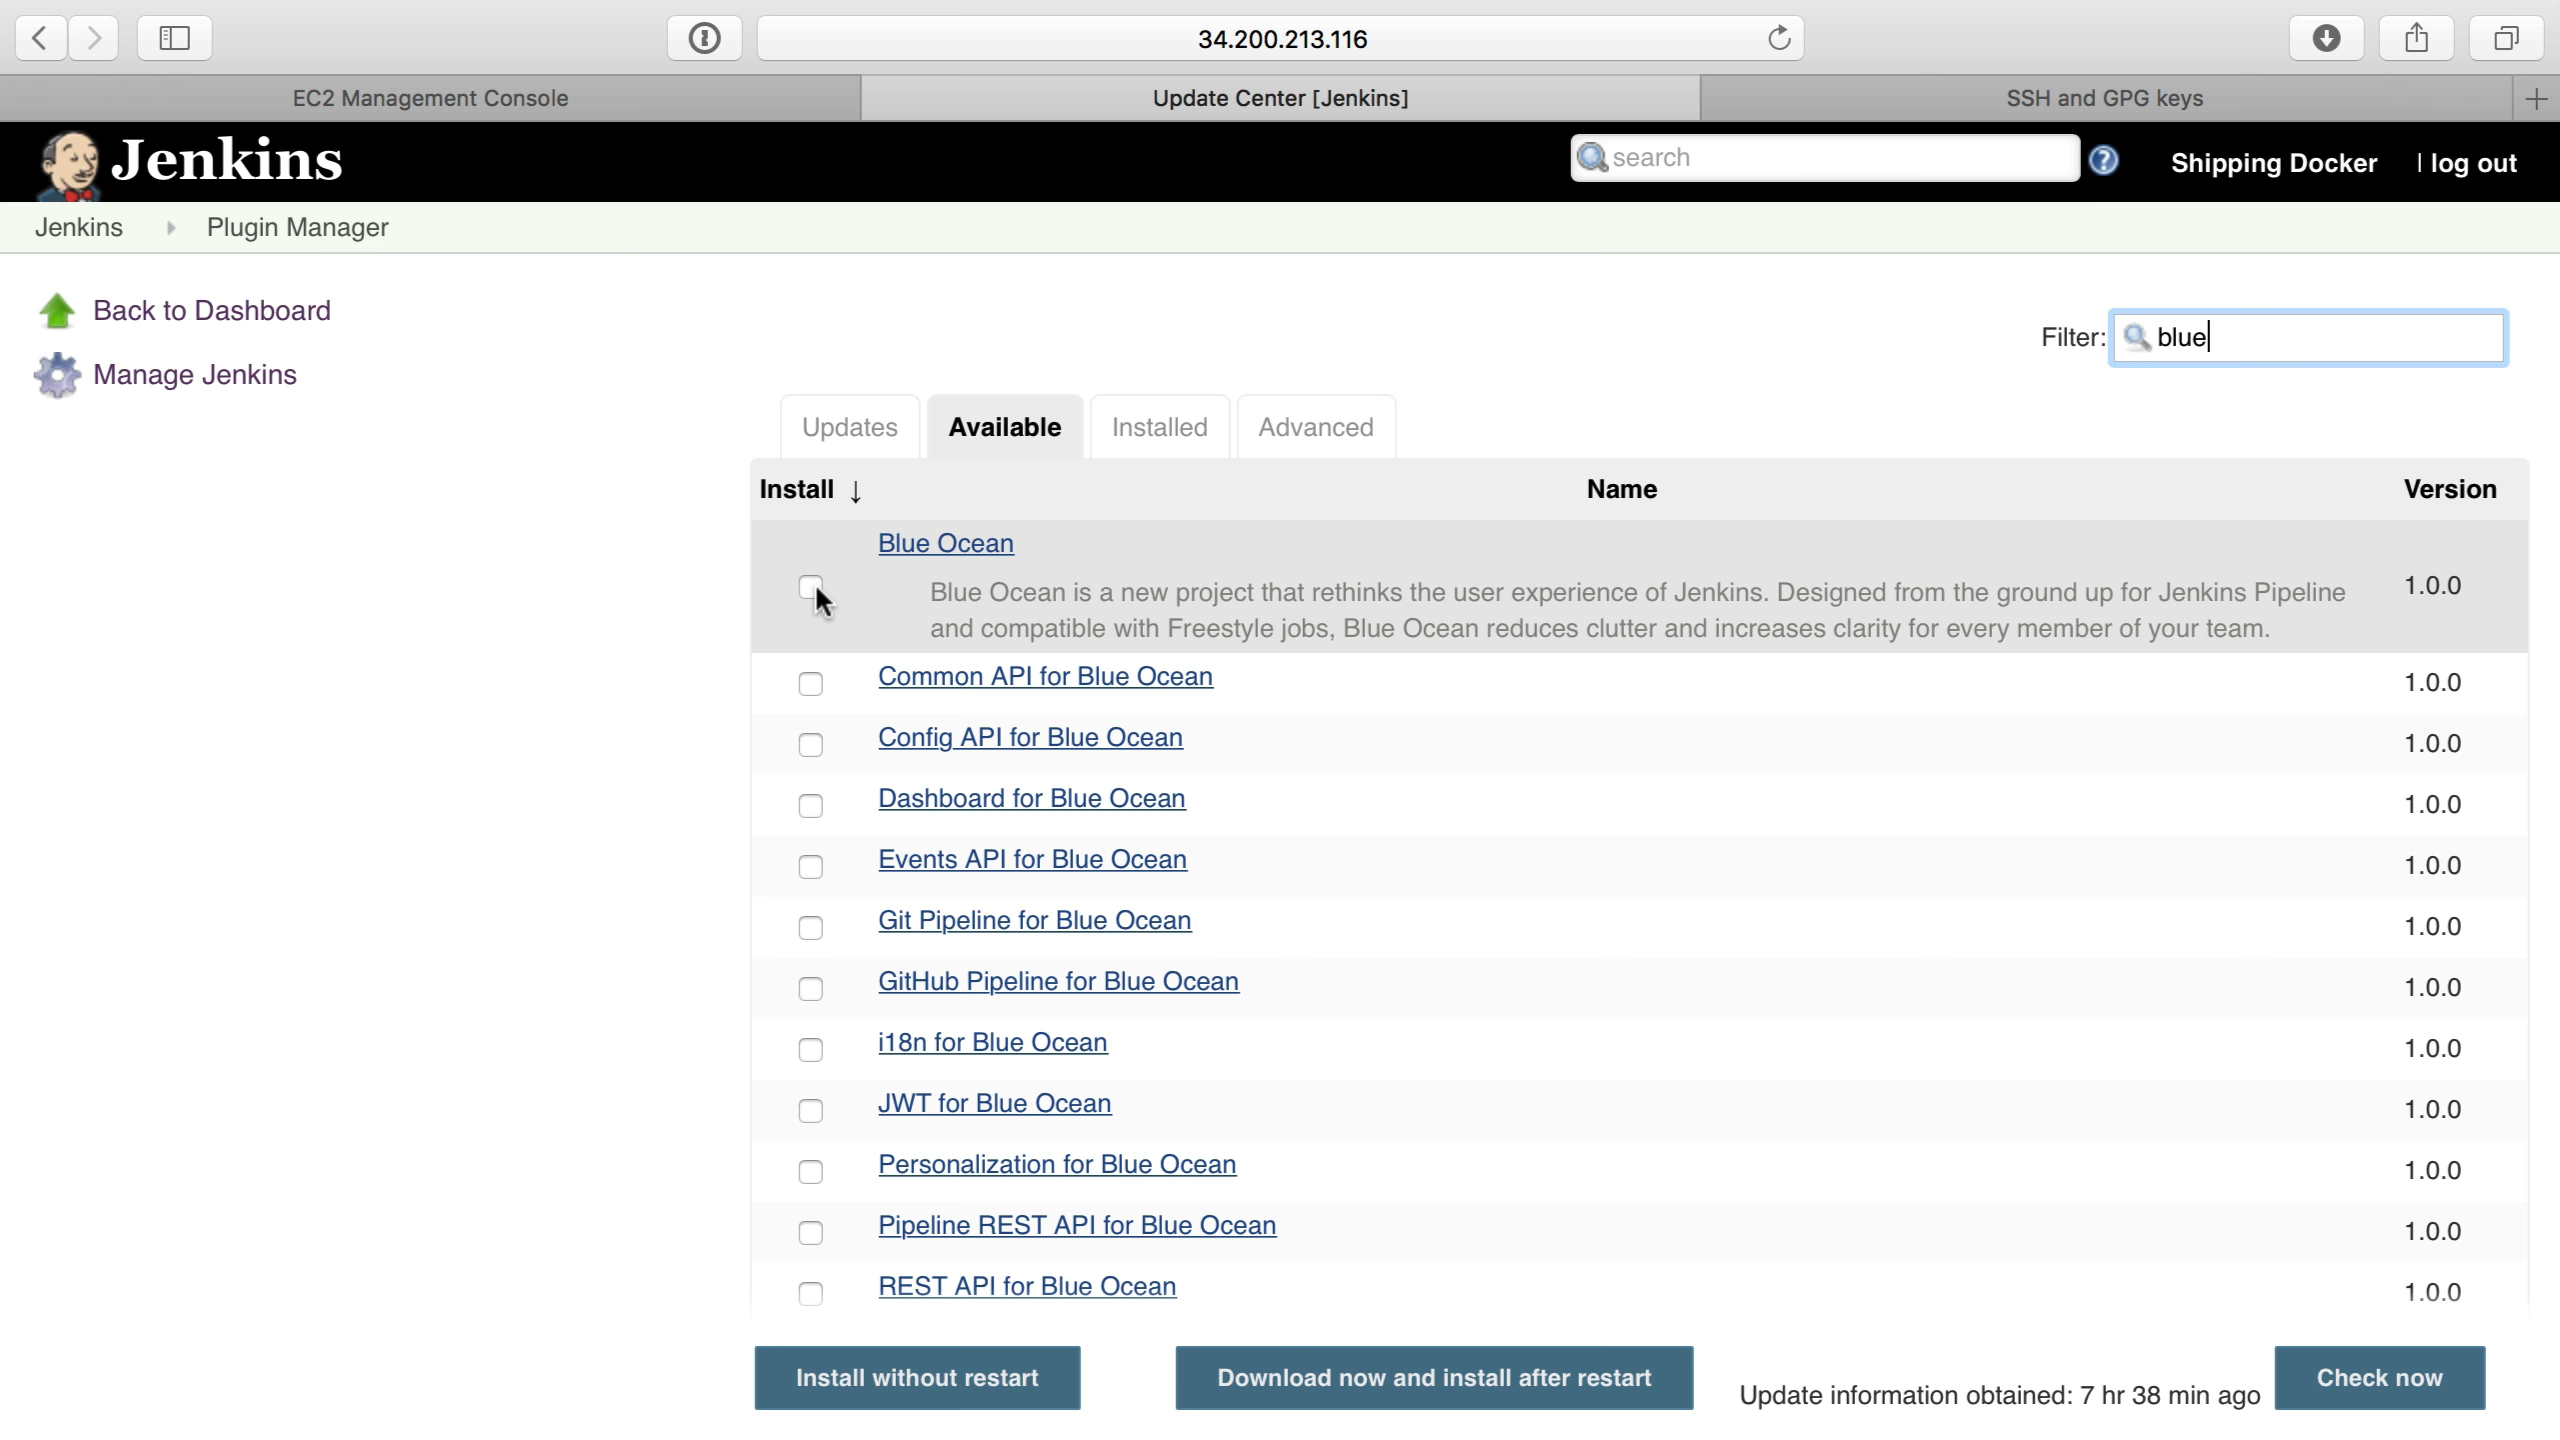 34.200.213.116
EC2 Management Console
Update Center [Jenkins]
SSH and GPG keys
Jenkins
search
Shipping Docker
| log out
Jenkins
Plugin Manager
Back to Dashboard
Manage Jenkins
Filter: blue
Updates
Available
Installed
Advanced
Install ↓
Name
Version
Blue Ocean
Blue Ocean is a new project that rethinks the user experience of Jenkins. Designed from the ground up for Jenkins Pipeline
and compatible with Freestyle jobs, Blue Ocean reduces clutter and increases clarity for every member of your team.
1.0.0
Common API for Blue Ocean
1.0.0
Config API for Blue Ocean
1.0.0
Dashboard for Blue Ocean
1.0.0
Events API for Blue Ocean
1.0.0
Git Pipeline for Blue Ocean
1.0.0
GitHub Pipeline for Blue Ocean
1.0.0
i18n for Blue Ocean
1.0.0
JWT for Blue Ocean
1.0.0
Personalization for Blue Ocean
1.0.0
Pipeline REST API for Blue Ocean
1.0.0
REST API for Blue Ocean
1.0.0
Install without restart
Download now and install after restart
Update information obtained: 7 hr 38 min ago
Check now